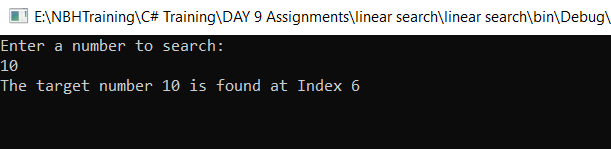 E:\NBHTraining\C# Training\DAY 9 Assignments\linear search\linear search\bin\Debug\
Enter a number to search:
10
The target number 10 is found at Index 6